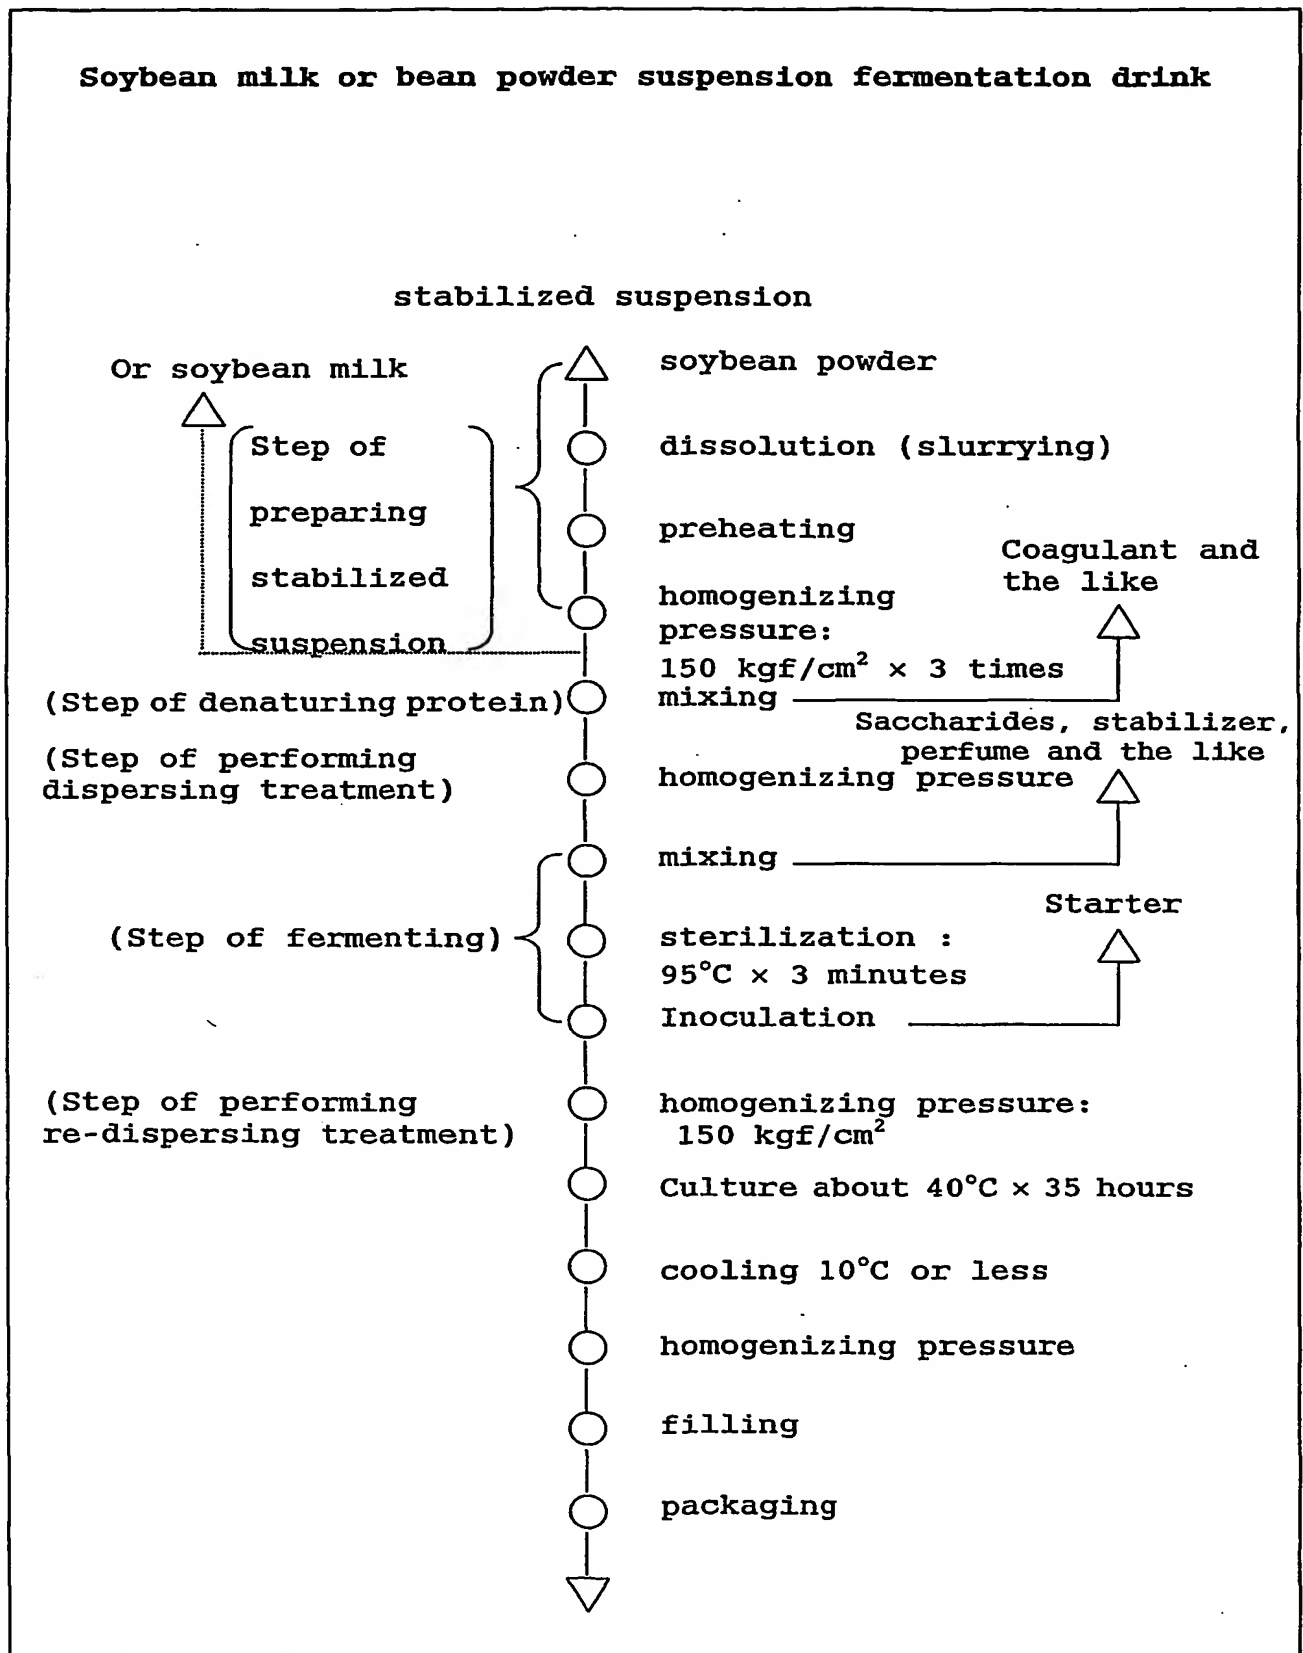 Soybean milk or bean powder suspension fermentation drink
stabilized suspension
Or soybean milk
soybean powder
Step of
preparing
stabilized
suspension
dissolution (slurrying)
preheating
Coagulant and
the like
homogenizing
pressure:
150 kgf/cm² × 3 times
(Step of denaturing protein)
mixing
Saccharides, stabilizer,
perfume and the like
(Step of performing
dispersing treatment)
homogenizing pressure
mixing
Starter
(Step of fermenting)
sterilization :
95°C × 3 minutes
Inoculation
(Step of performing
re-dispersing treatment)
homogenizing pressure:
150 kgf/cm²
Culture about 40°C × 35 hours
cooling 10°C or less
homogenizing pressure
filling
packaging